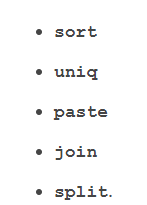 • sort
• uniq
• paste
• join
• split.